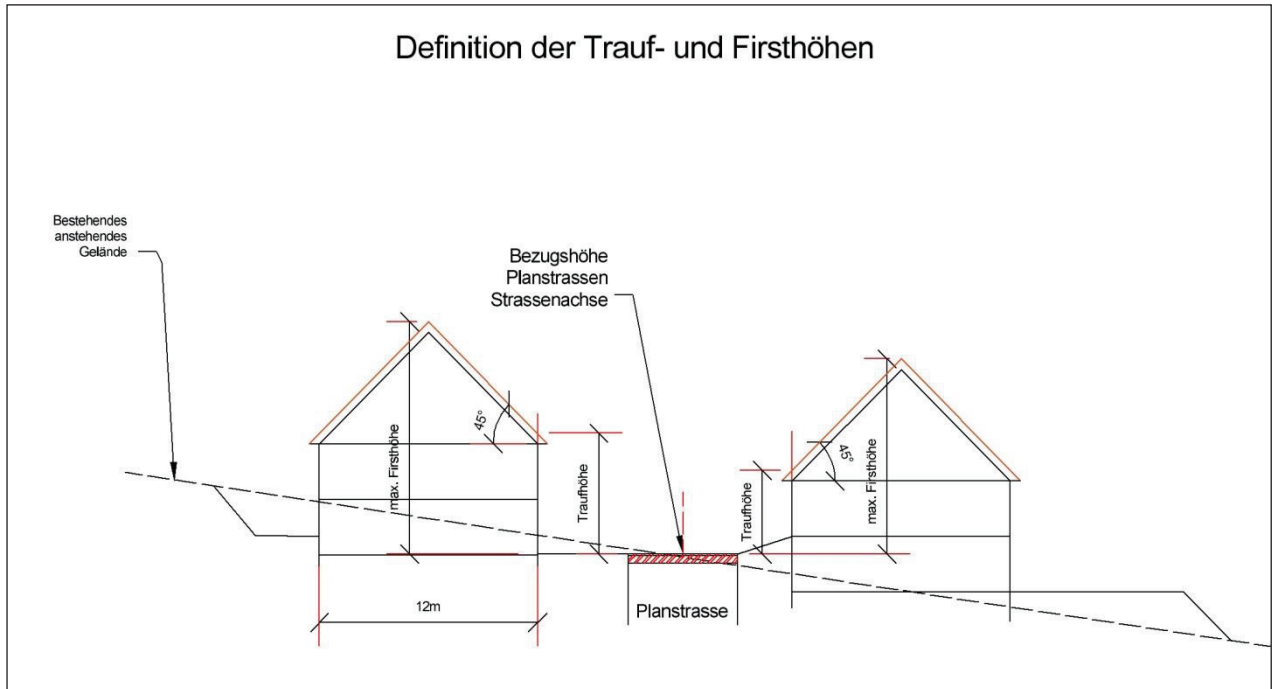 Definition der Trauf- und Firsthöhen
Bestehendes
anstehendes
Gelände
Bezugshöhe
Planstrassen
Strassenachse
45°
max. Firsthöhe
Traufhöhe
Traufhöhe
45°
max. Firsthöhe
12m
Planstrasse